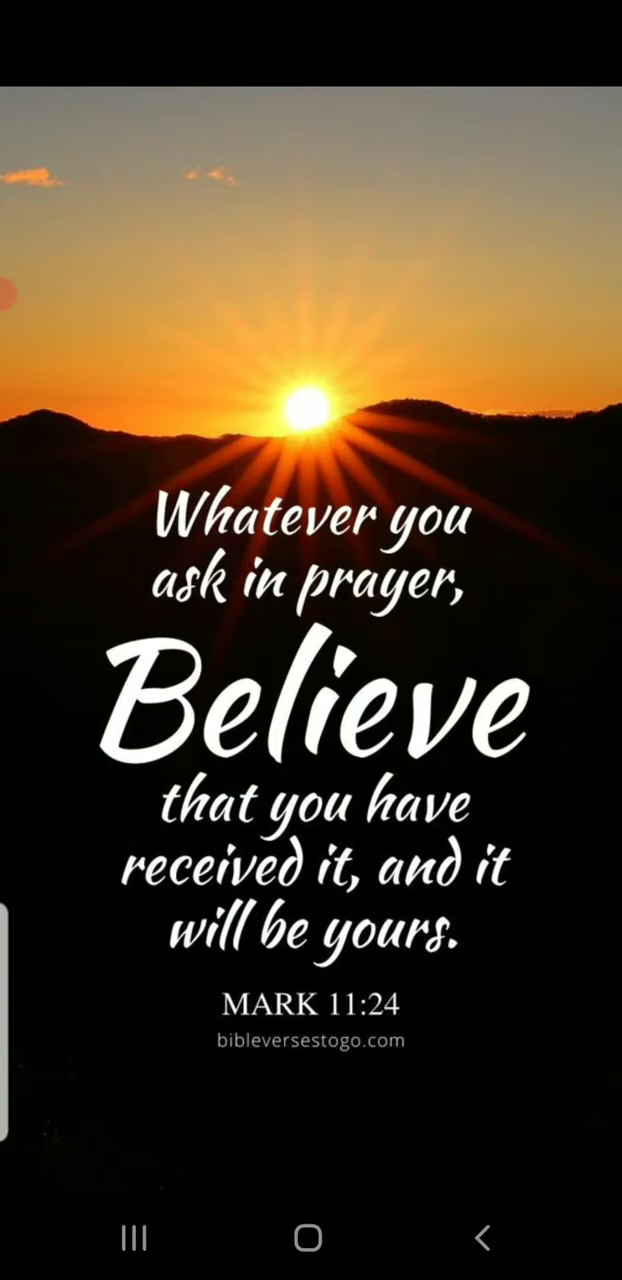 Whatever you
ask in prayer,
Believe
that you have
received it, and it
will be yours.
MARK 11:24
bibleversestogo.com